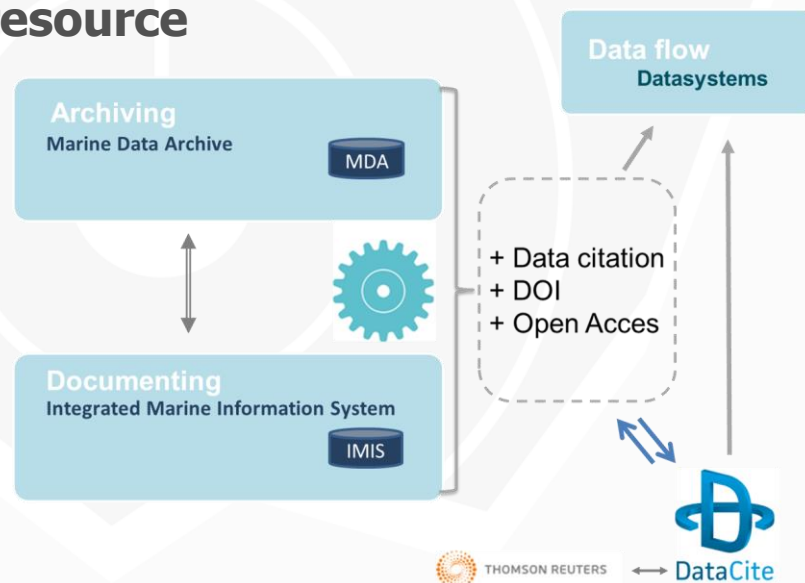 esource
Data flow
Datasystems
Archiving
Marine Data Archive
MDA
+ Data citation
+ DOI
+ Open Acces
Documenting
Integrated Marine Information System
IMIS
THOMSON REUTERS
DataCite